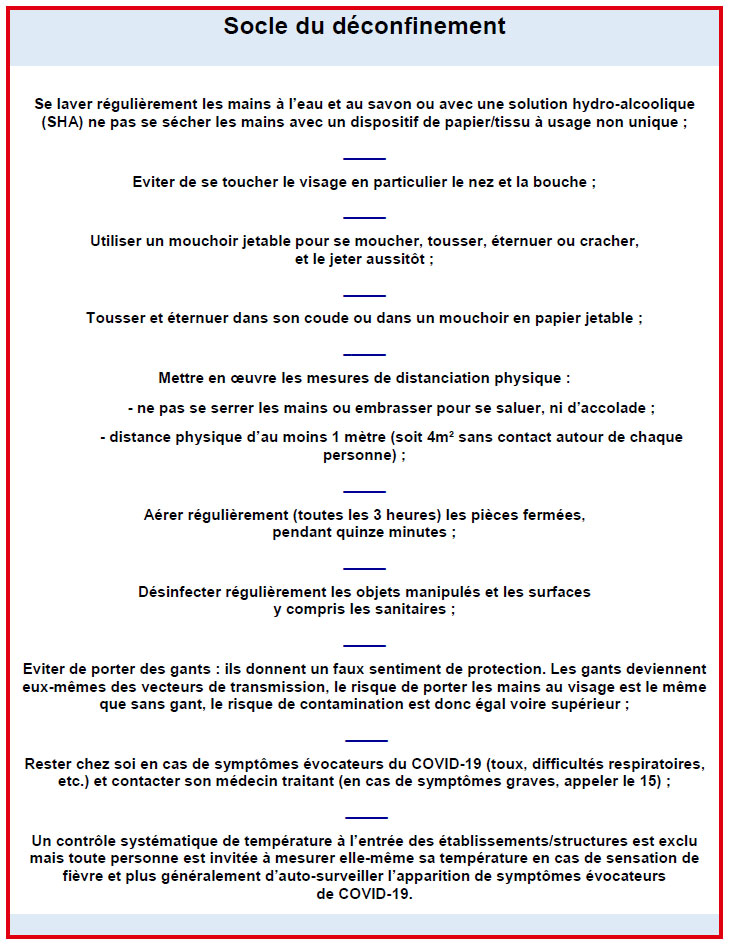 Socle du déconfinement
Se laver régulièrement les mains à l’eau et au savon ou avec une solution hydro-alcoolique
(SHA) ne pas se sécher les mains avec un dispositif de papier/tissu à usage non unique ;
Eviter de se toucher le visage en particulier le nez et la bouche ;
Utiliser un mouchoir jetable pour se moucher, tousser, éternuer ou cracher,
et le jeter aussitôt ;
Tousser et éternuer dans son coude ou dans un mouchoir en papier jetable ;
Mettre en œuvre les mesures de distanciation physique :
- ne pas se serrer les mains ou embrasser pour se saluer, ni d’accolade ;
- distance physique d’au moins 1 mètre (soit 4m² sans contact autour de chaque
personne) ;
Aérer régulièrement (toutes les 3 heures) les pièces fermées,
pendant quinze minutes ;
Désinfecter régulièrement les objets manipulés et les surfaces
y compris les sanitaires ;
Eviter de porter des gants : ils donnent un faux sentiment de protection. Les gants deviennent
eux-mêmes des vecteurs de transmission, le risque de porter les mains au visage est le même
que sans gant, le risque de contamination est donc égal voire supérieur ;
Rester chez soi en cas de symptômes évocateurs du COVID-19 (toux, difficultés respiratoires,
etc.) et contacter son médecin traitant (en cas de symptômes graves, appeler le 15) ;
Un contrôle systématique de température à l’entrée des établissements/structures est exclu
mais toute personne est invitée à mesurer elle-même sa température en cas de sensation de
fièvre et plus généralement d’auto-surveiller l’apparition de symptômes évocateurs
de COVID-19.